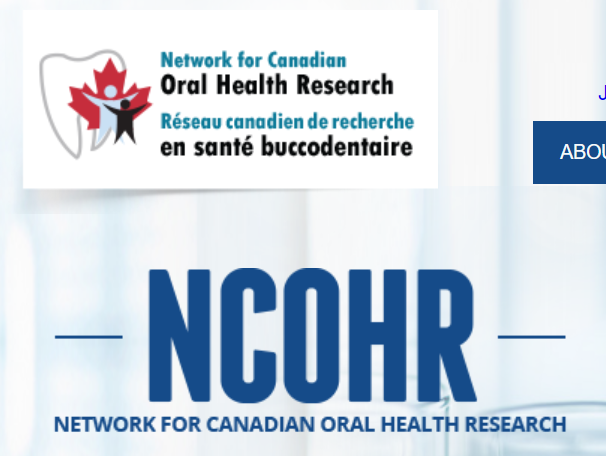 Network for Canadian
Oral Health Research
Réseau canadien de recherche
en santé buccodentaire
NCOHR
NETWORK FOR CANADIAN ORAL HEALTH RESEARCH